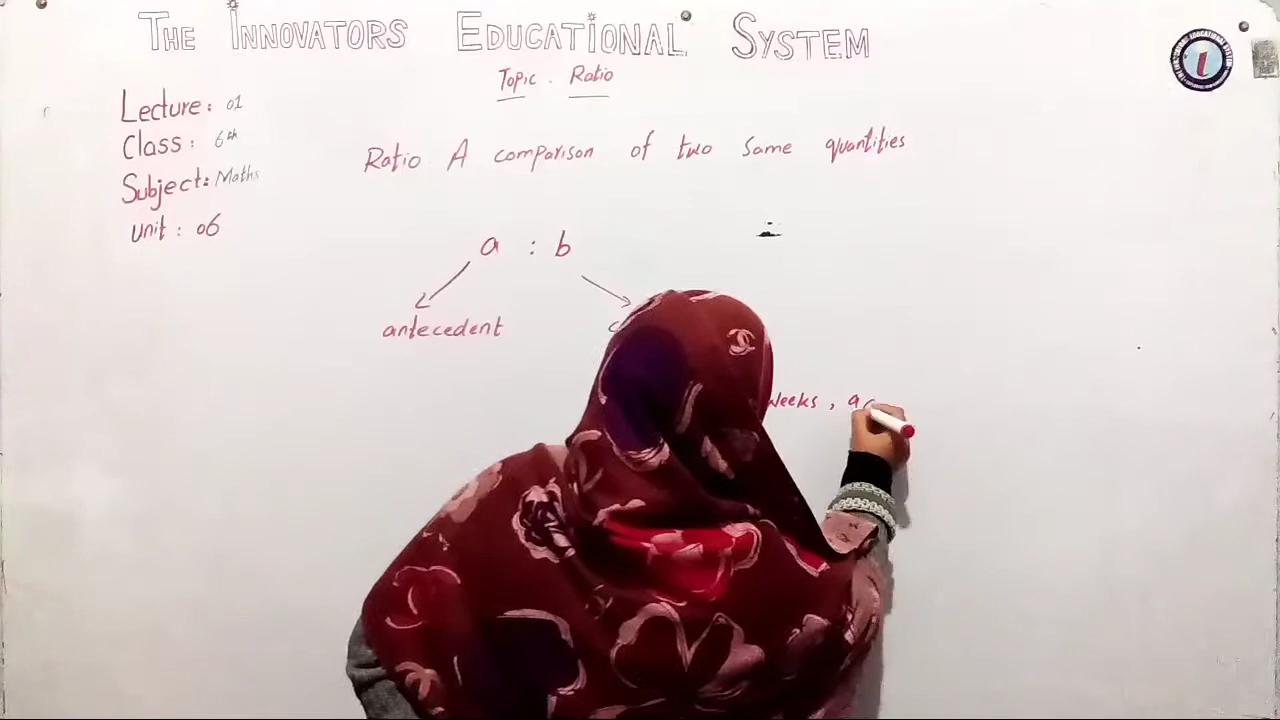 THE INNOVATORS EDUCATIONAL SYSTEM
Topic . Ratio
Lecture: 01
Class: 6th
Subject: Maths
Unit: 06
Ratio A comparison of two same quantities
a : b
antecedent
weeks ,